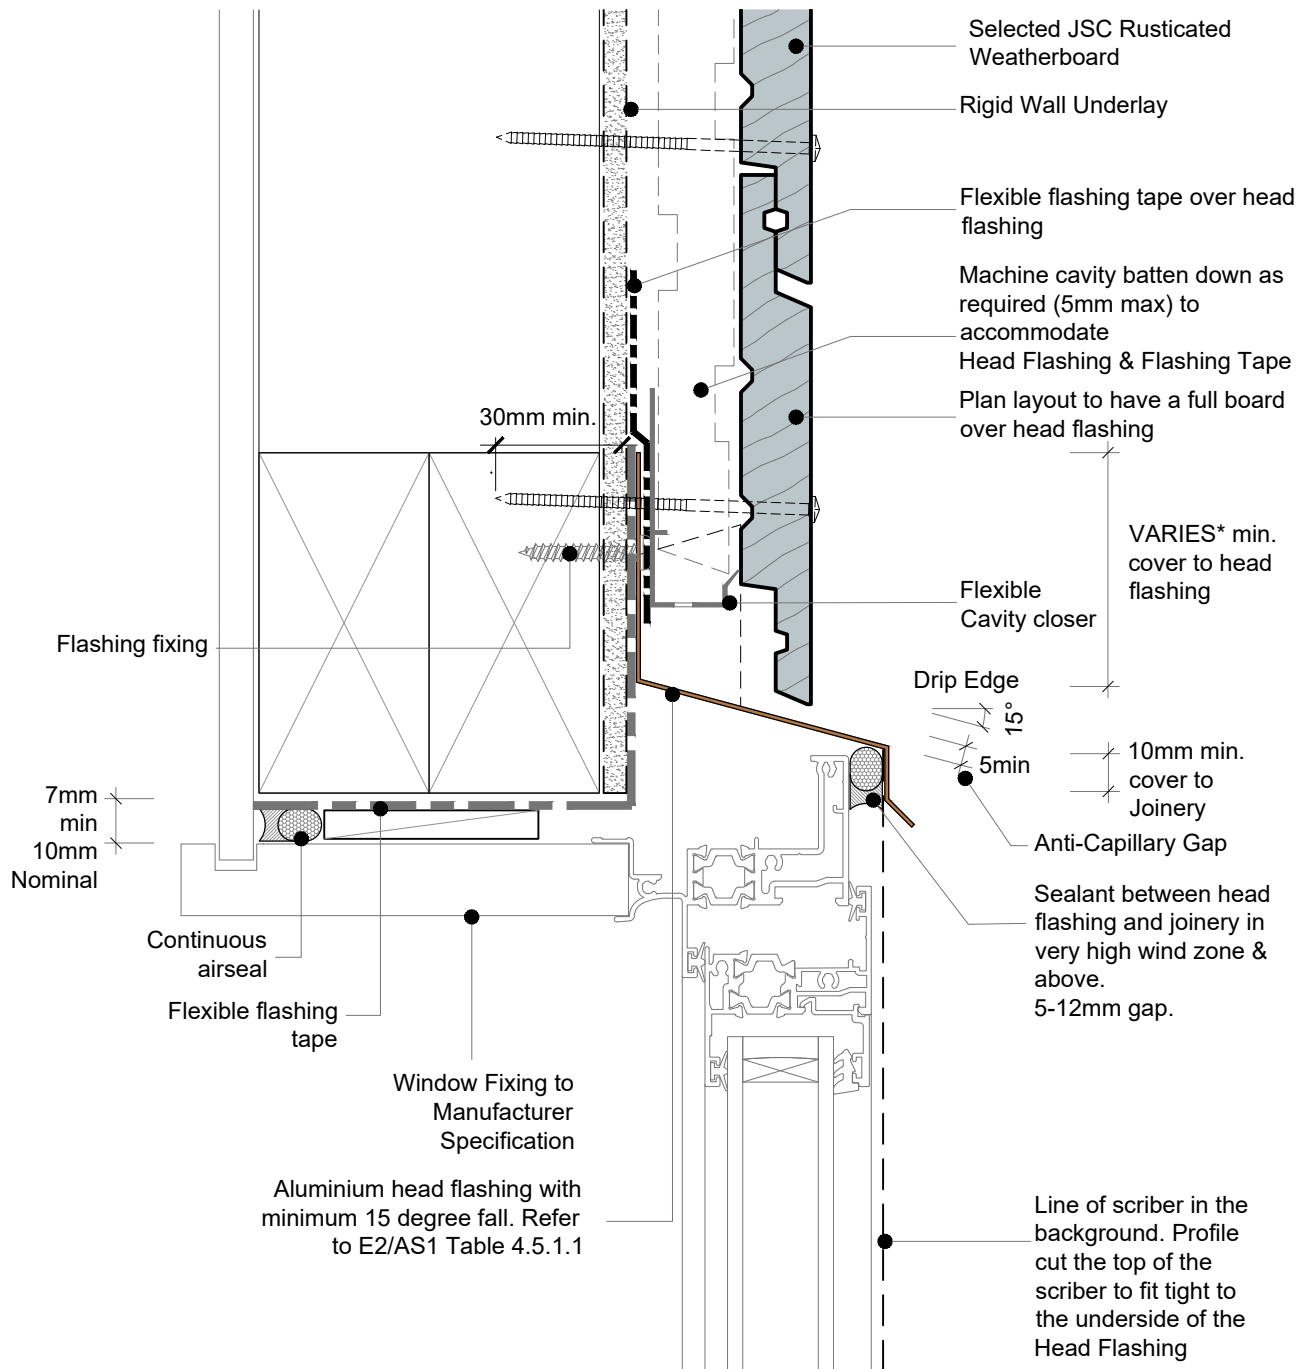 Selected JSC Rusticated
Weatherboard
Rigid Wall Underlay
Flexible flashing tape over head
flashing
Machine cavity batten down as
required (5mm max) to
accommodate
Head Flashing & Flashing Tape
Plan layout to have a full board
over head flashing
30mm min.
VARIES* min.
cover to head
flashing
Flexible
Cavity closer
Flashing fixing
Drip Edge
15°
5min
10mm min.
cover to
Joinery
Anti-Capillary Gap
7mm
min
10mm
Nominal
Sealant between head
flashing and joinery in
very high wind zone &
above.
5-12mm gap.
Continuous
airseal
Flexible flashing
tape
Window Fixing to
Manufacturer
Specification
Aluminium head flashing with
minimum 15 degree fall. Refer
to E2/AS1 Table 4.5.1.1
Line of scriber in the
background. Profile
cut the top of the
scriber to fit tight to
the underside of the
Head Flashing